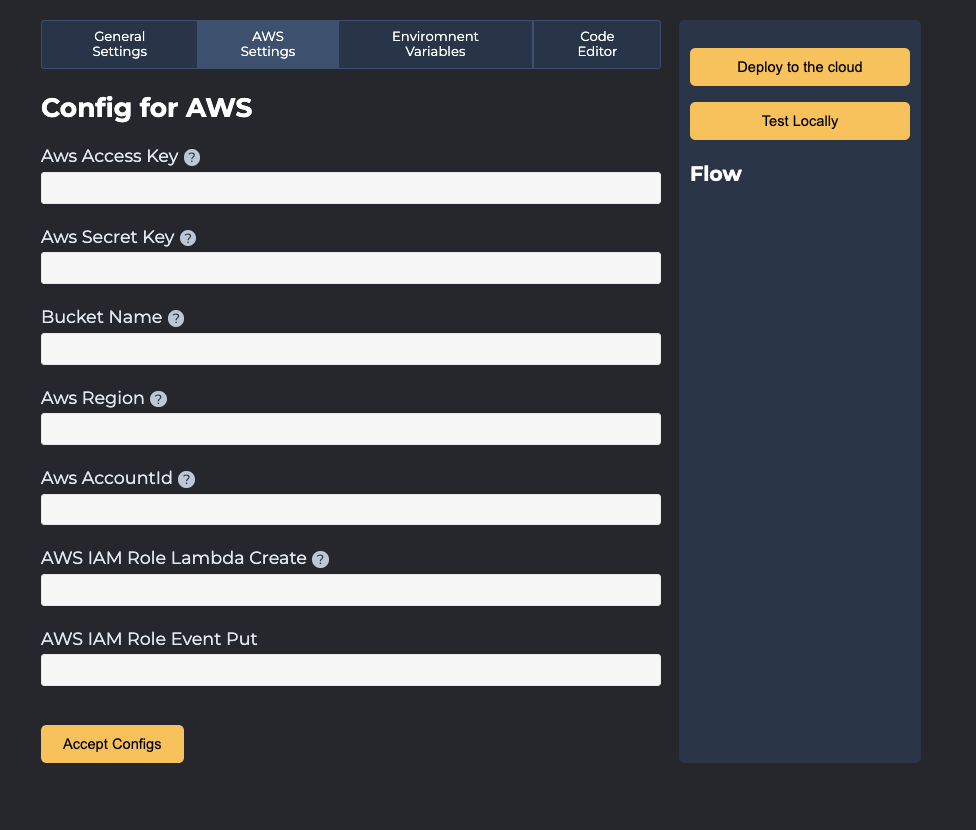 General
Settings
AWS
Settings
Enviromnent
Variables
Code
Editor
Config for AWS
Aws Access Key ?
Aws Secret Key ?
Bucket Name ?
Aws Region ?
Aws AccountId ?
AWS IAM Role Lambda Create ?
AWS IAM Role Event Put
Accept Configs
Deploy to the cloud
Test Locally
Flow